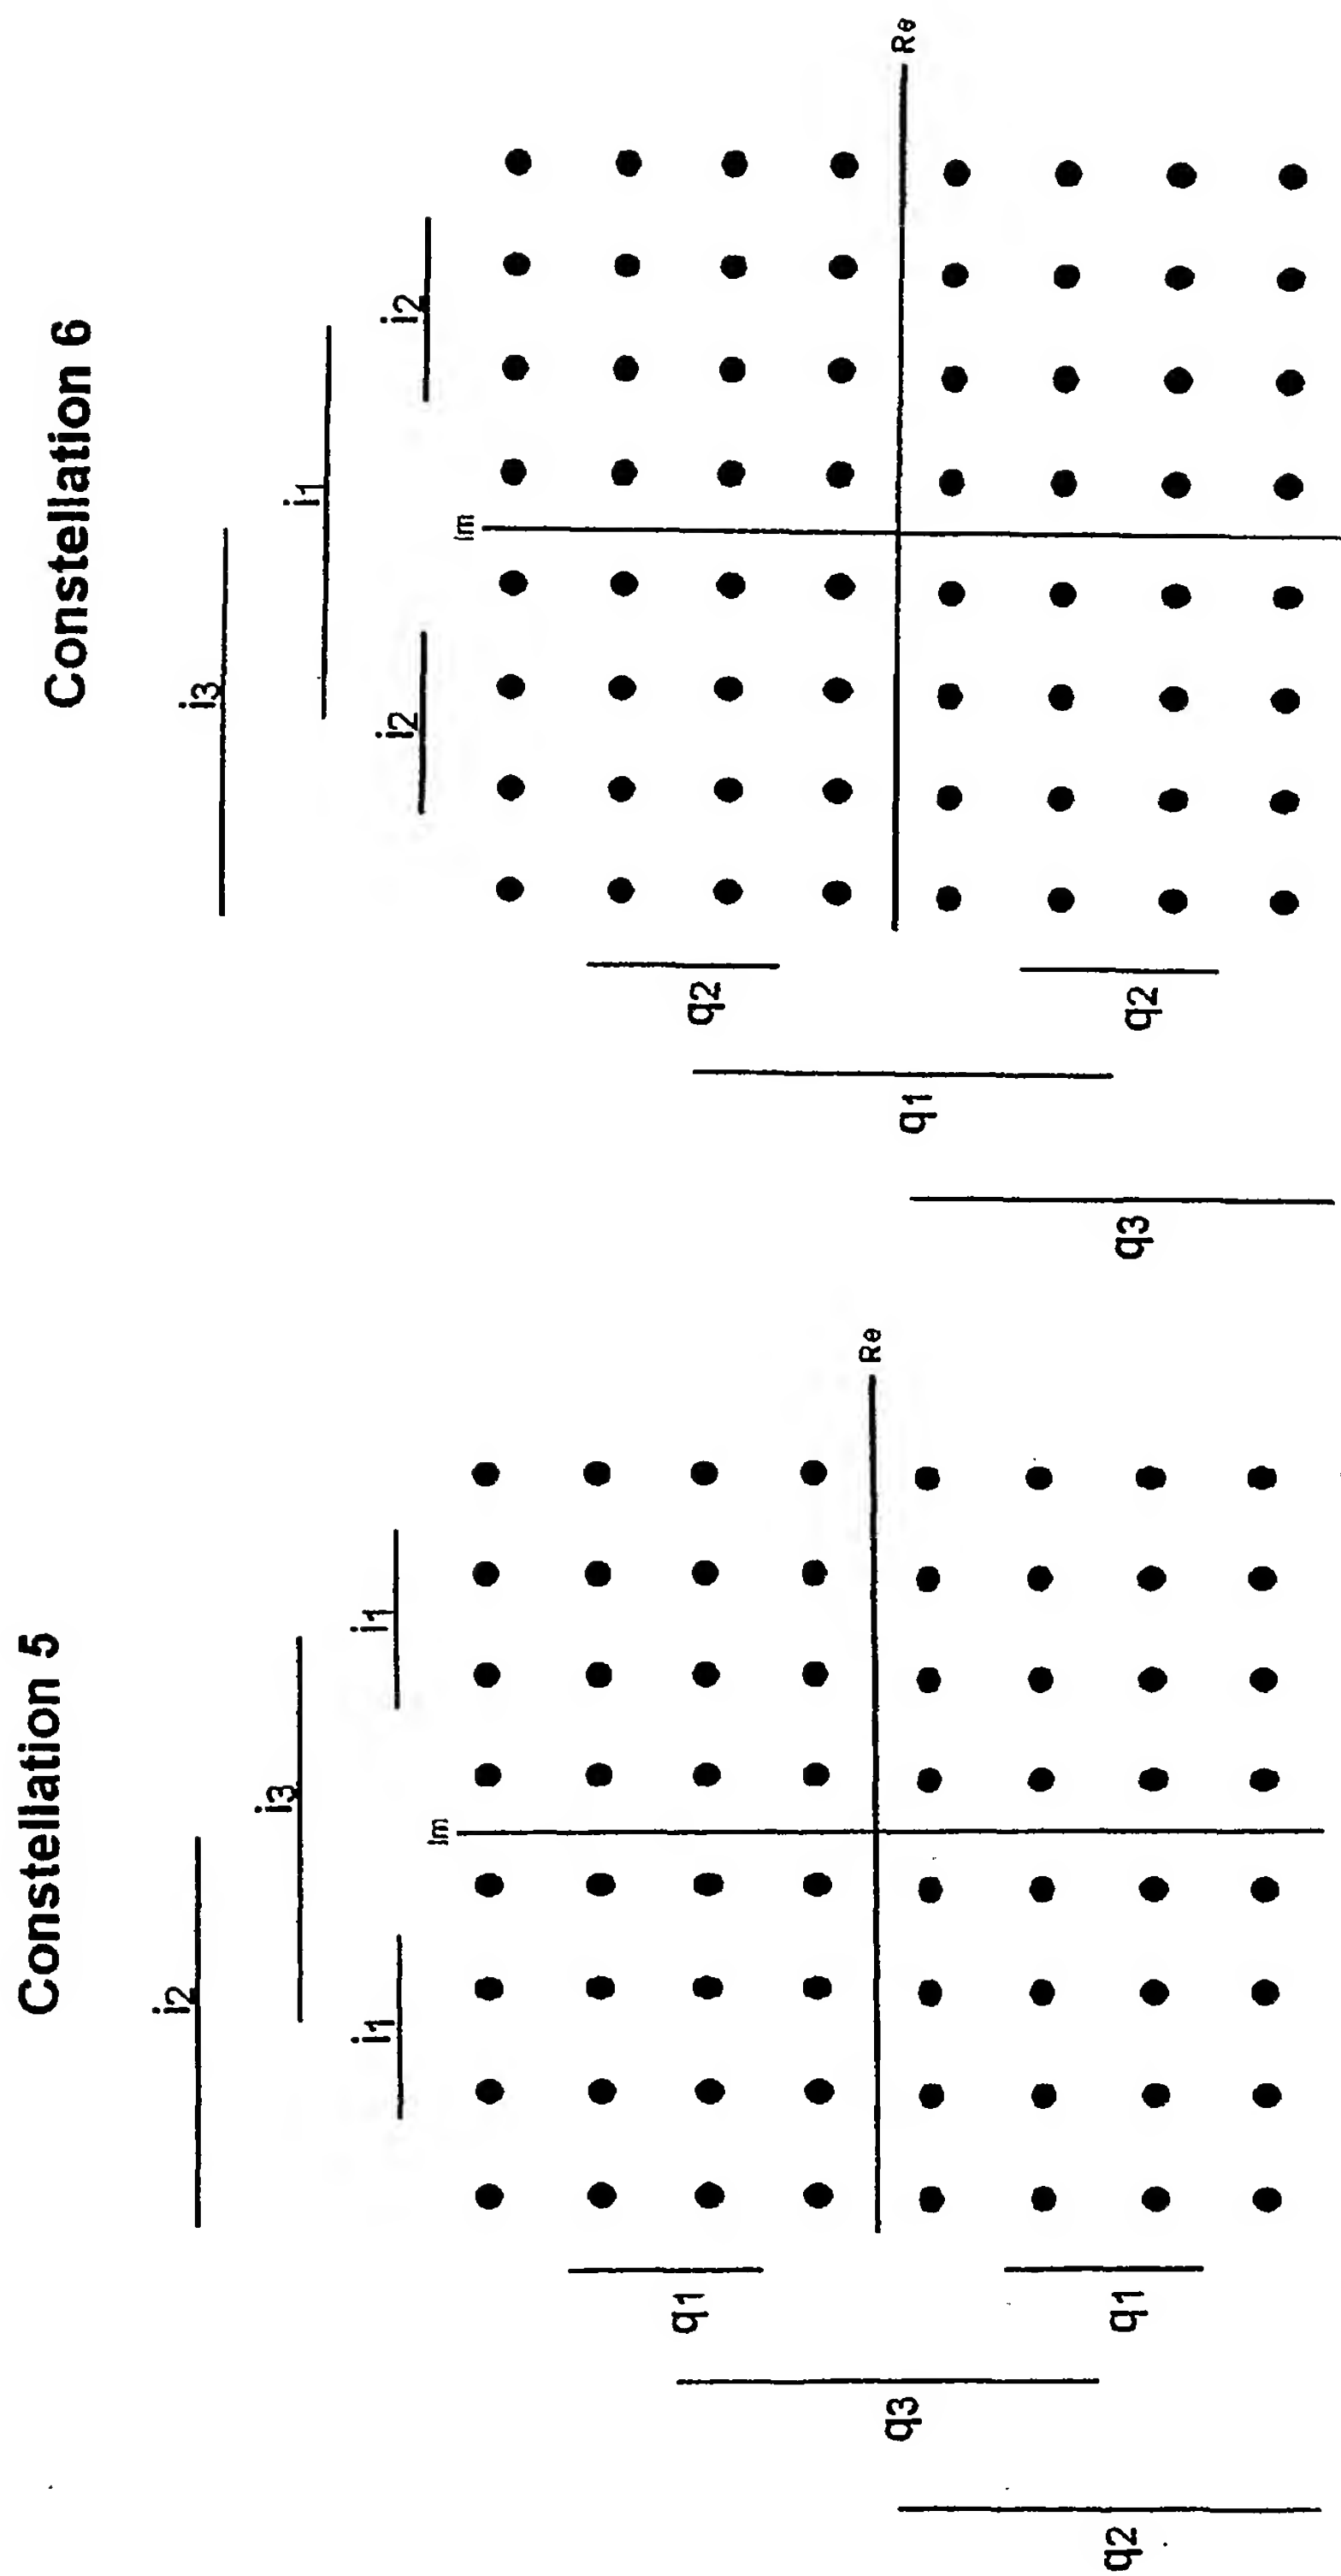 Constellation 5
i2
i3
i1
i1
Im
Re
q1
q1
q3
q2
Constellation 6
i3
i1
i2
i2
Im
Re
q2
q2
q1
q3